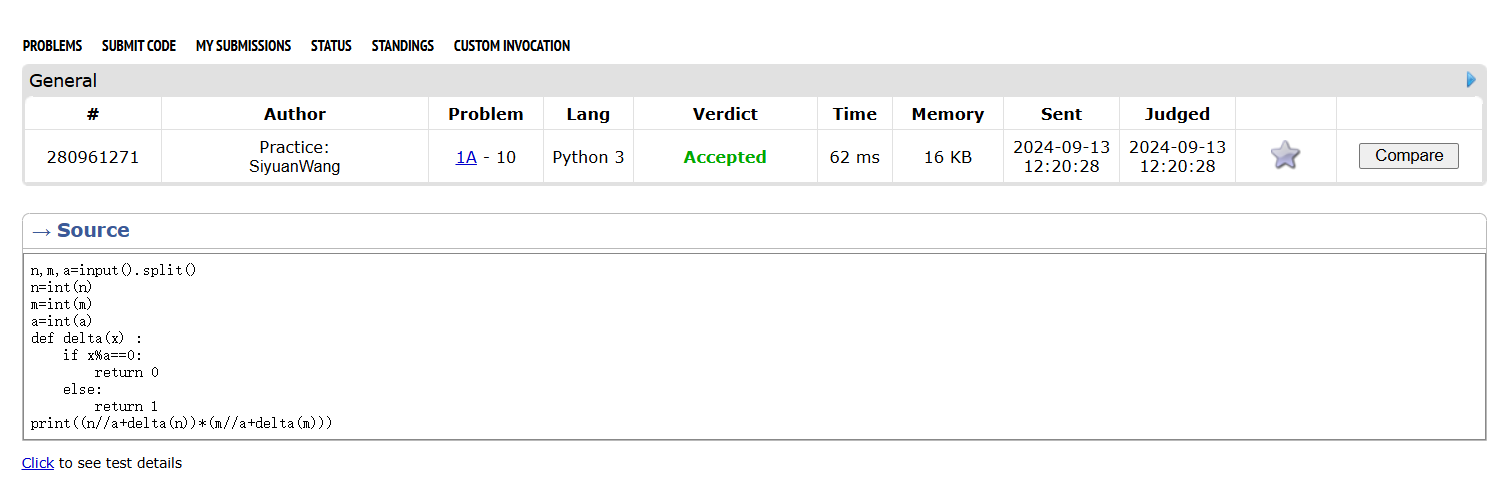 PROBLEMS SUBMIT CODE MY SUBMISSIONS STATUS STANDINGS CUSTOM INVOCATION
General
# Author Problem Lang Verdict Time Memory Sent Judged
280961271 Practice: SiyuanWang 1A - 10 Python 3 Accepted 62 ms 16 KB 2024-09-13 12:20:28 2024-09-13 12:20:28 Compare
→ Source
n,m,a=input().split()
n=int(n)
m=int(m)
a=int(a)
def delta(x) :
    if x%a==0:
        return 0
    else:
        return 1
print((n//a+delta(n))*(m//a+delta(m)))
Click to see test details